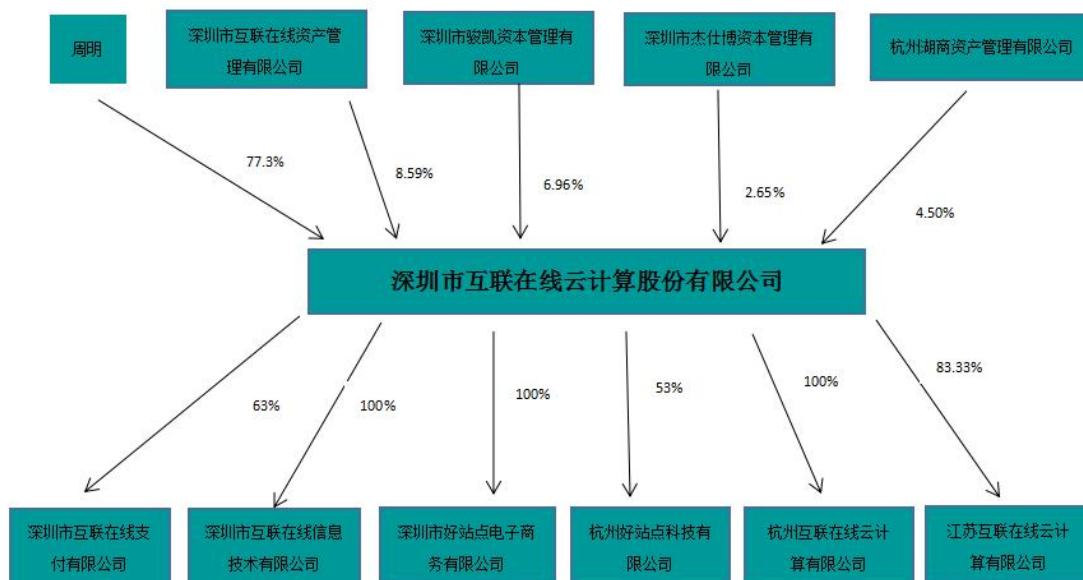 周明
深圳市互联在线资产管
理有限公司
深圳市骏凯资本管理有
限公司
深圳市杰仕博资本管理有
限公司
杭州湖商资产管理有限公司
77.3%
8.59%
6.96%
2.65%
4.50%
深圳市互联在线云计算股份有限公司
63%
100%
100%
53%
100%
83.33%
深圳市互联在线支
付有限公司
深圳市互联在线信息
技术有限公司
深圳市好站点电子商
务有限公司
杭州好站点科技有
限公司
杭州互联在线云计
算有限公司
江苏互联在线云计
算有限公司